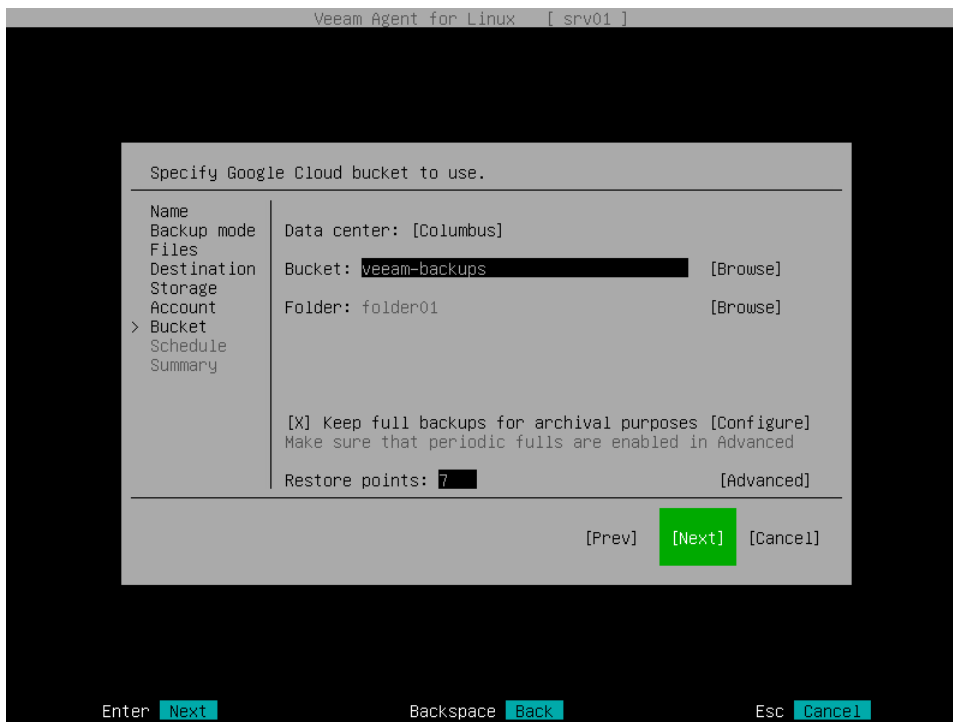 Veeam Agent for Linux [ srv01 ]
Specify Google Cloud bucket to use.
Name
Backup mode
Files
Destination
Storage
Account
> Bucket
Schedule
Summary
Data center: [Columbus]
Bucket: veeam-backups [Browse]
Folder: folder01 [Browse]
[X] Keep full backups for archival purposes [Configure]
Make sure that periodic fulls are enabled in Advanced
Restore points: 7 [Advanced]
[Prev] [Next] [Cancel]
Enter Next Backspace Back Esc Cancel